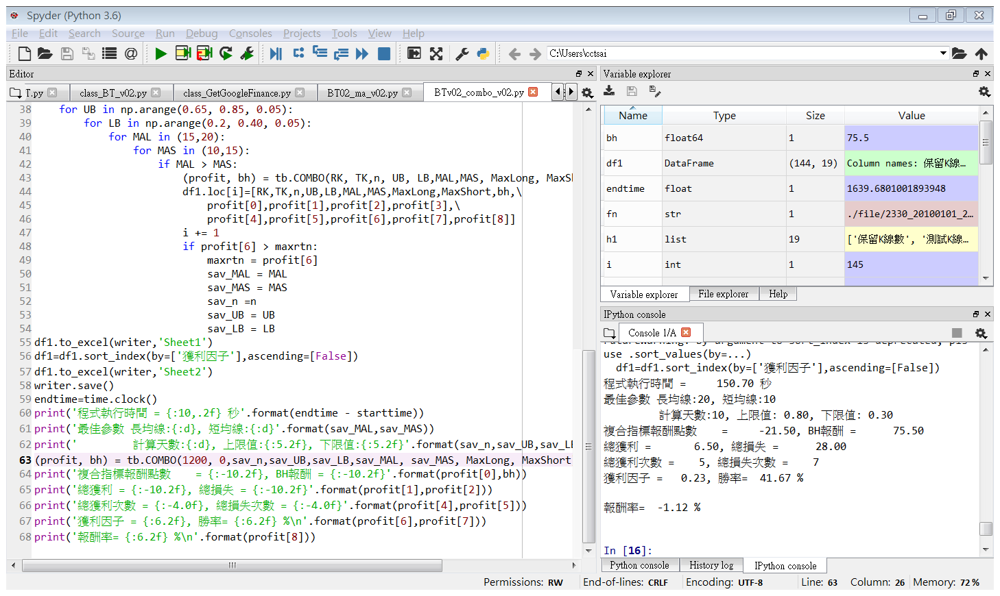 Spyder (Python 3.6)
File Edit Search Source Run Debug Consoles Projects Tools View Help
C:\Users\cctsai
Editor
T.py class_BT_v02.py class_GetGoogleFinance.py BT02_ma_v02.py BTv02_combo_v02.py
38 for UB in np.arange(0.65, 0.85, 0.05):
39 for LB in np.arange(0.2, 0.40, 0.05):
40 for MAL in (15,20):
41 for MAS in (10,15):
42 if MAL > MAS:
43 (profit, bh) = tb.COMBO(RK, TK,n, UB, LB,MAL,MAS, MaxLong, MaxSh
44 df1.loc[i]=[RK,TK,n,UB,LB,MAL,MAS,MaxLong,MaxShort,bh,\
45 profit[0],profit[1],profit[2],profit[3],\
46 profit[4],profit[5],profit[6],profit[7],profit[8]]
47 i += 1
48 if profit[6] > maxrtn:
49 maxrtn = profit[6]
50 sav_MAL = MAL
51 sav_MAS = MAS
52 sav_n =n
53 sav_UB = UB
54 sav_LB = LB
55 df1.to_excel(writer,'Sheet1')
56 df1=df1.sort_index(by=['獲利因子'],ascending=[False])
57 df1.to_excel(writer,'Sheet2')
58 writer.save()
59 endtime=time.clock()
60 print('程式執行時間 = {:10,.2f} 秒'.format(endtime - starttime))
61 print('最佳參數 長均線:{:d}, 短均線:{:d}'.format(sav_MAL,sav_MAS))
62 print(' 計算天數:{:d}, 上限值:{:5.2f}, 下限值:{:5.2f}'.format(sav_n,sav_UB,sav_LB
63 (profit, bh) = tb.COMBO(1200, 0,sav_n,sav_UB,sav_LB,sav_MAL, sav_MAS, MaxLong, MaxShort
64 print('複合指標報酬點數 = {:-10.2f}, BH報酬 = {:-10.2f}'.format(profit[0],bh))
65 print('總獲利 = {:-10.2f}, 總損失 = {:-10.2f}'.format(profit[1],profit[2]))
66 print('總獲利次數 = {:-4.0f}, 總損失次數 = {:-4.0f}'.format(profit[4],profit[5]))
67 print('獲利因子 = {:6.2f}, 勝率= {:6.2f} %\n'.format(profit[6],profit[7]))
68 print('報酬率= {:6.2f} %\n'.format(profit[8]))
Variable explorer
Name Type Size Value
bh float64 1 75.5
df1 DataFrame (144, 19) Column names: 保留K線…
endtime float 1 1639.6801001893948
fn str 1 ./file/2330_20100101_2…
h1 list 19 ['保留K線數', '測試K線…
i int 1 145
Variable explorer File explorer Help
IPython console
Console 1/A
FutureWarning: by argument to sort_index is deprecated, pls
use .sort_values(by=...)
df1=df1.sort_index(by=['獲利因子'],ascending=[False])
程式執行時間 = 150.70 秒
最佳參數 長均線:20, 短均線:10
計算天數:10, 上限值: 0.80, 下限值: 0.30
複合指標報酬點數 = -21.50, BH報酬 = 75.50
總獲利 = 6.50, 總損失 = 28.00
總獲利次數 = 5, 總損失次數 = 7
獲利因子 = 0.23, 勝率= 41.67 %
報酬率= -1.12 %
In [16]:
Python console History log IPython console
Permissions: RW End-of-lines: CRLF Encoding: UTF-8 Line: 63 Column: 26 Memory: 72 %